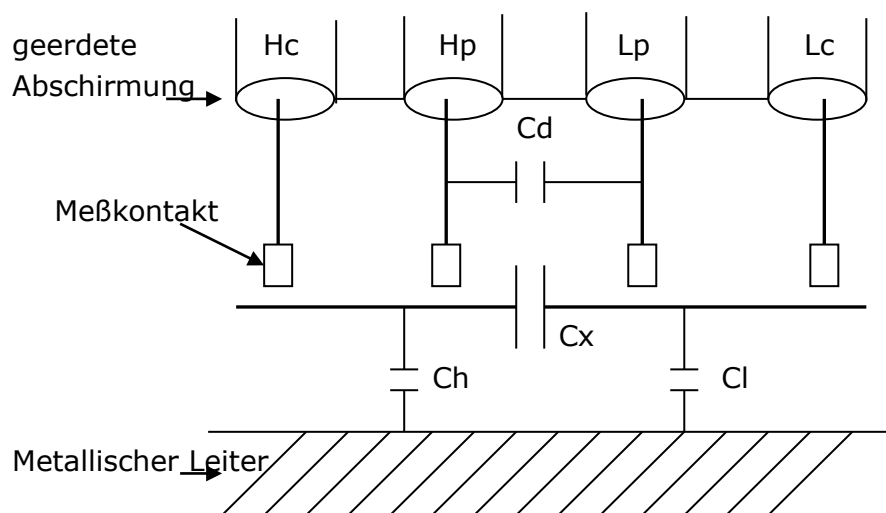 geerdete
Abschirmung
Hc
Hp
Lp
Lc
Cd
Meßkontakt
Cx
Ch
Cl
Metallischer Leiter